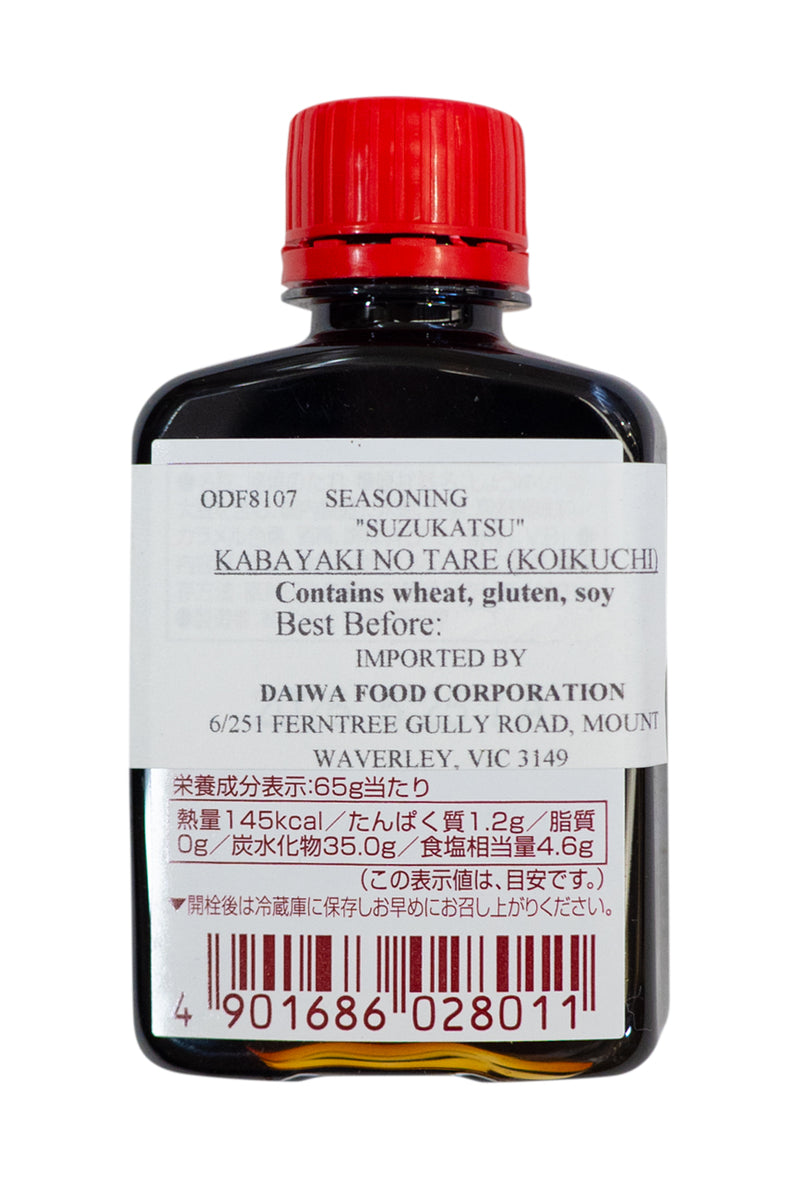 ODF8107 SEASONING
"SUZUKATSU"
KABAYAKI NO TARE (KOIKUCHI)
Contains wheat, gluten, soy
Best Before:
IMPORTED BY
DAIWA FOOD CORPORATION
6/251 FERNTREE GULLY ROAD, MOUNT
WAVERLEY, VIC 3149
栄養成分表示:65g当たり
熱量145kcal/たんぱく質1.2g/脂質
0g/炭水化物35.0g/食塩相当量4.6g
(この表示値は、目安です。)
▼開栓後は冷蔵庫に保存しお早めにお召し上がりください。
4 901686 028011